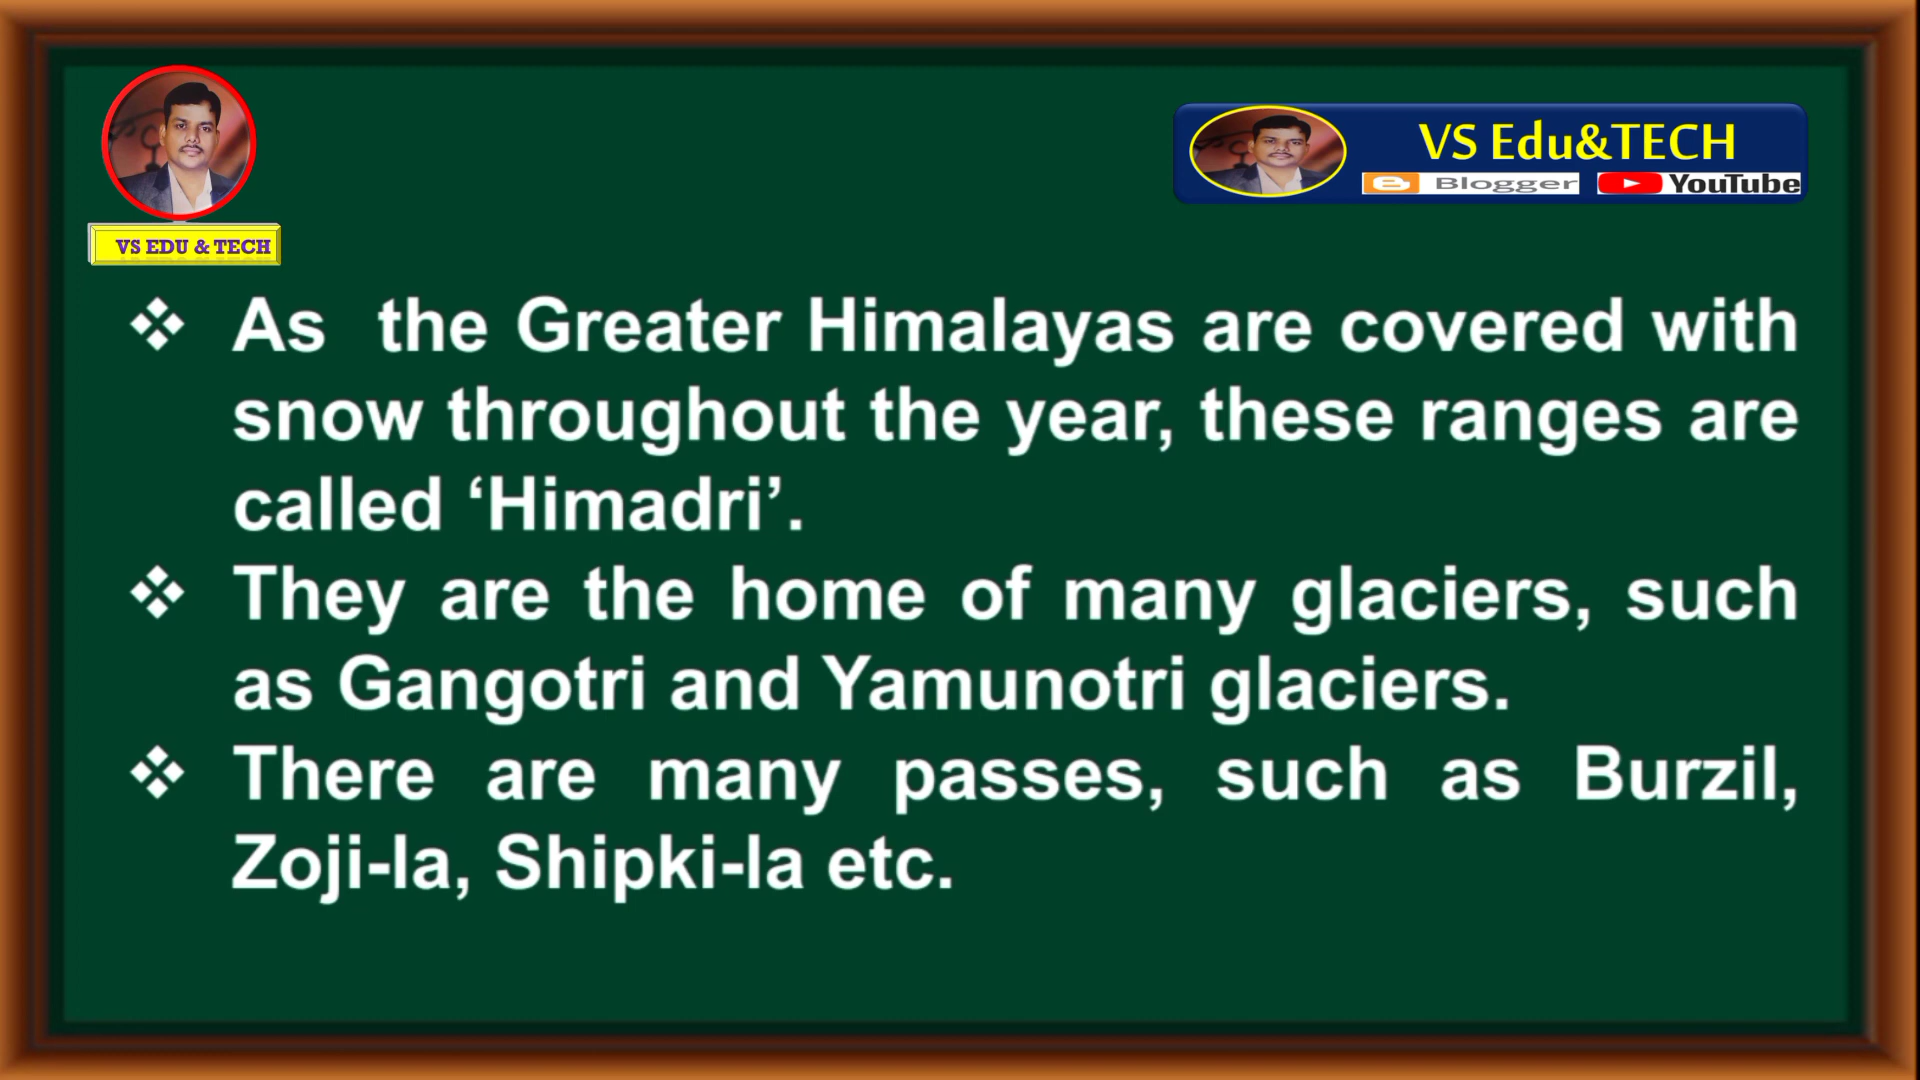 VS EDU & TECH
VS Edu&TECH
Blogger YouTube
❖ As the Greater Himalayas are covered with
snow throughout the year, these ranges are
called ‘Himadri’.
❖ They are the home of many glaciers, such
as Gangotri and Yamunotri glaciers.
❖ There are many passes, such as Burzil,
Zoji-la, Shipki-la etc.